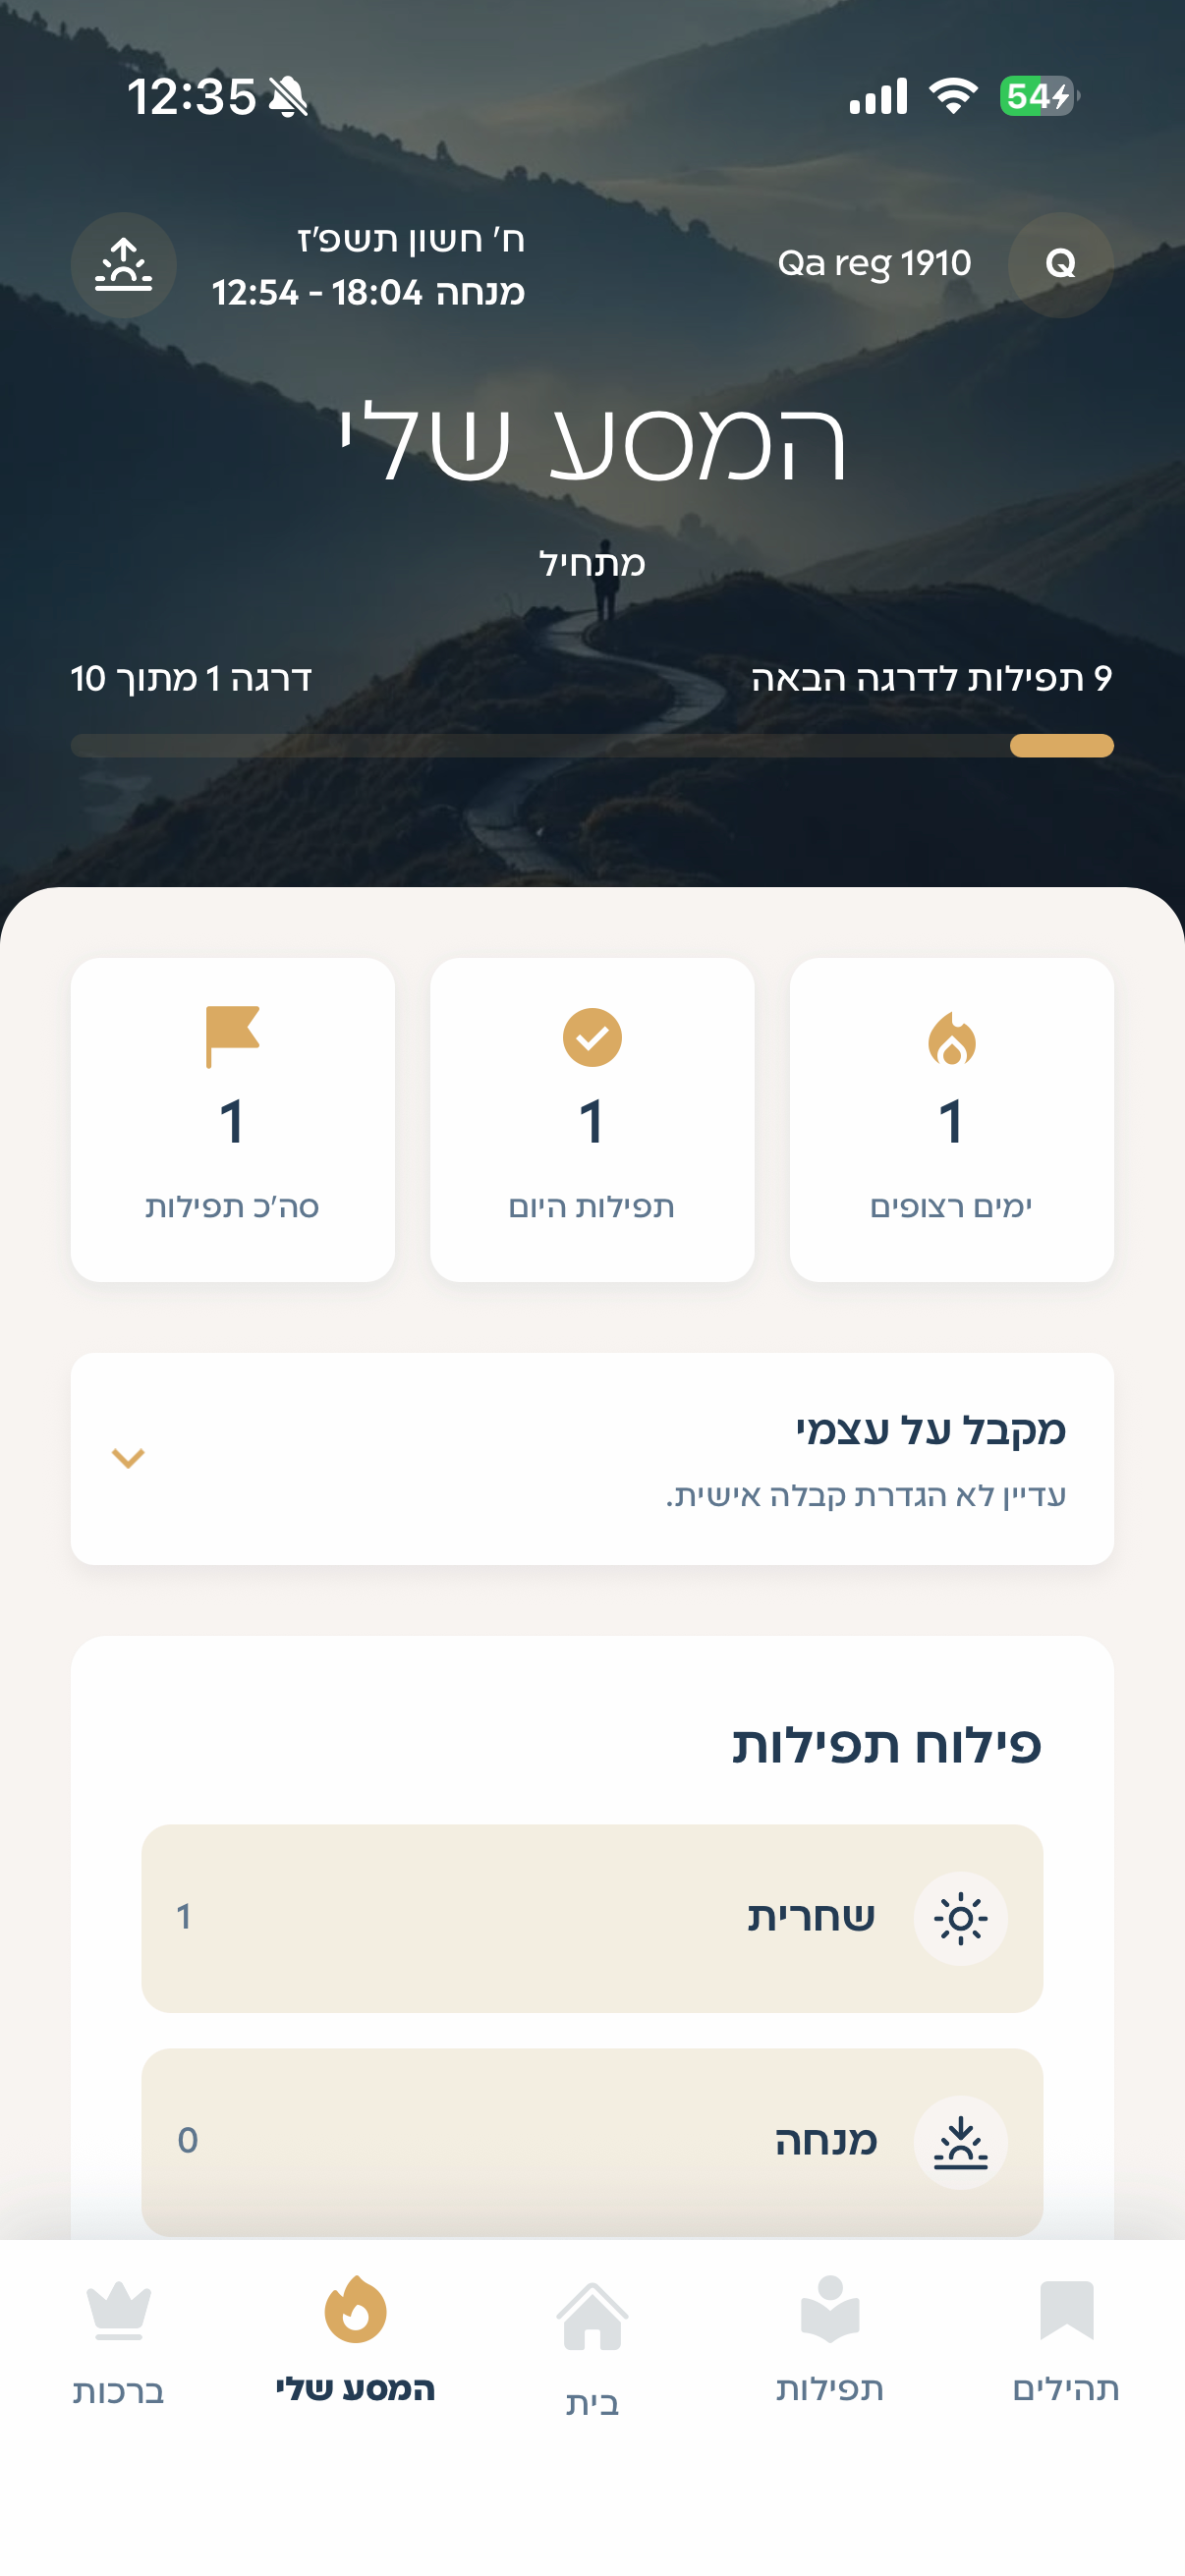 12:35
54
Q
Qa reg 1910
ח' חשון תשפ'ז
מנחה 18:04 - 12:54
המסע שלי
מתחיל
9 תפילות לדרגה הבאה
דרגה 1 מתוך 10
1
ימים רצופים
1
תפילות היום
1
סה'כ תפילות
מקבל על עצמי
עדיין לא הגדרת קבלה אישית.
פילוח תפילות
שחרית
1
מנחה
0
תהילים
תפילות
בית
המסע שלי
ברכות